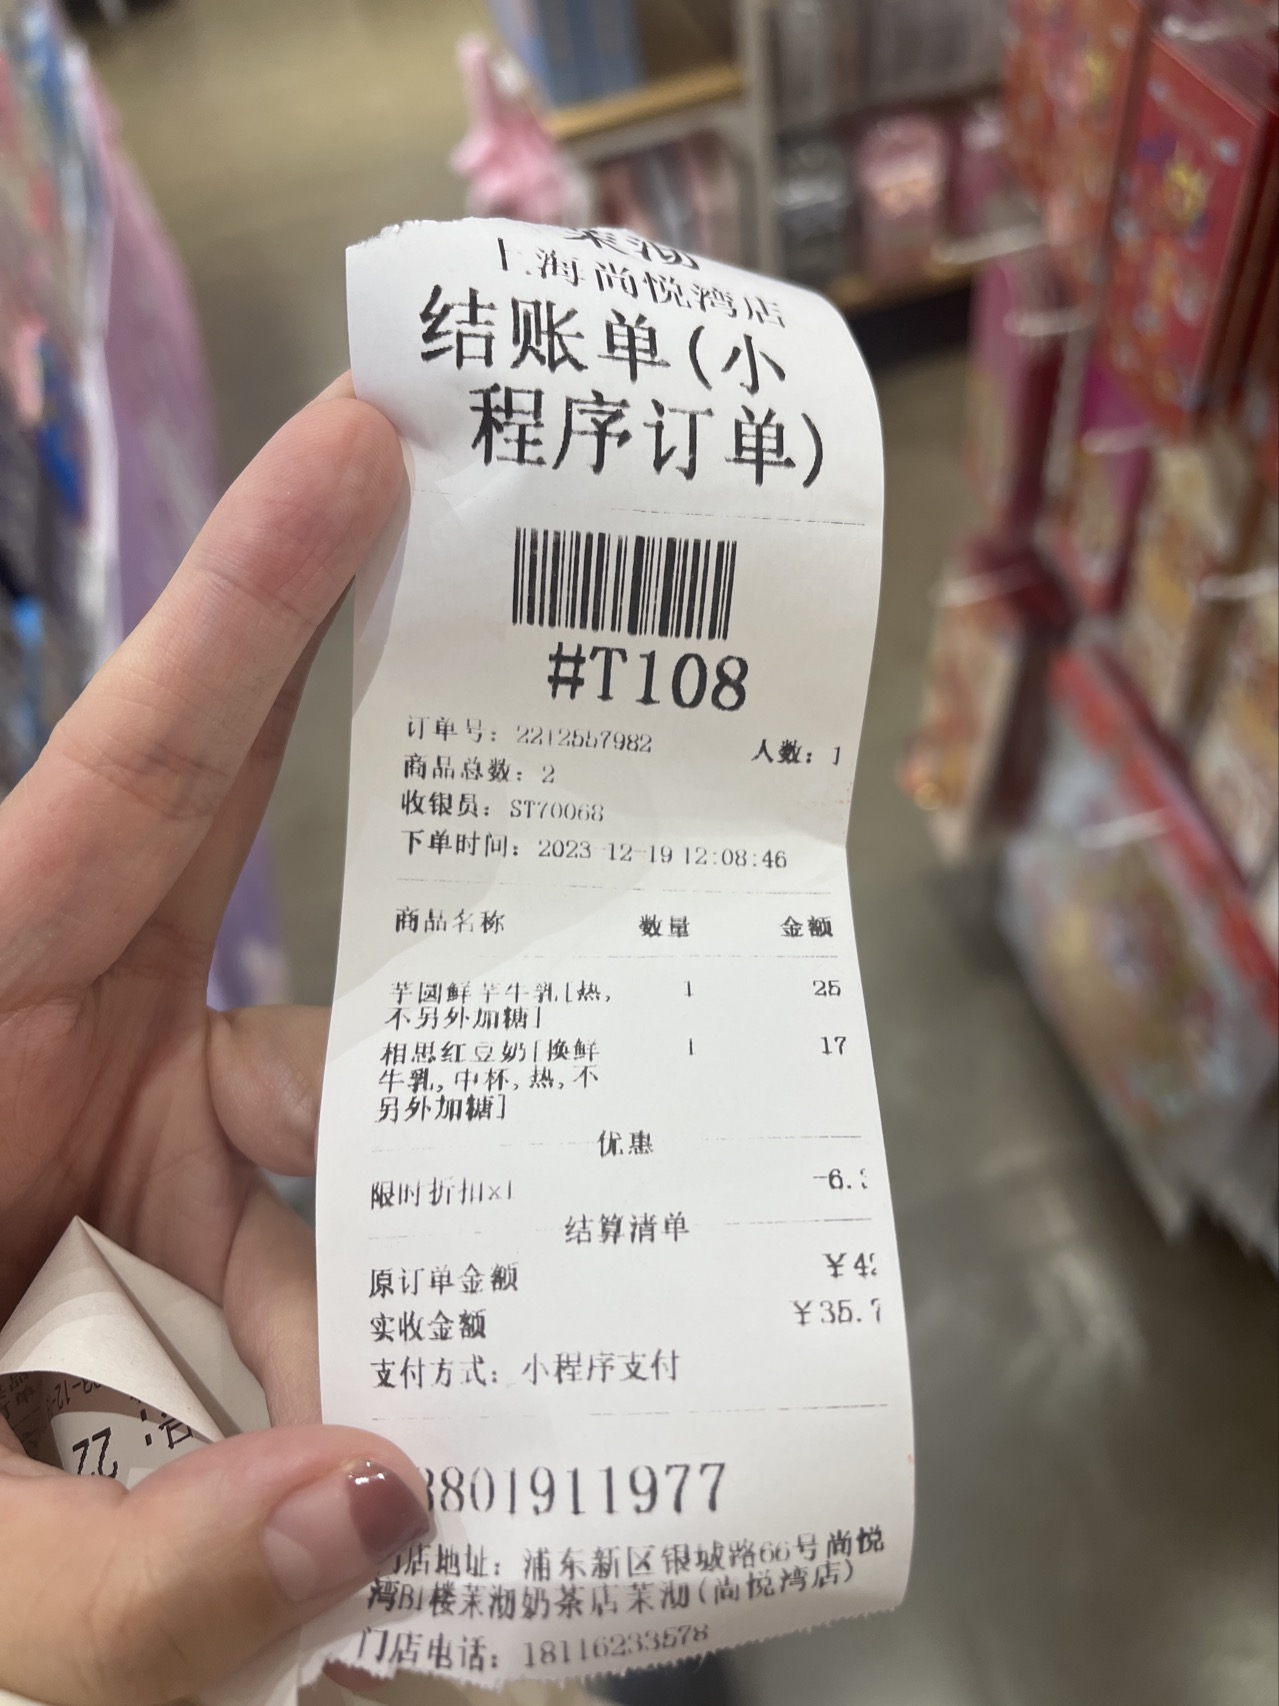 茉沏
上海尚悦湾店
结账单(小
程序订单)
#T108
订单号: 2212557982 人数: 1
商品总数: 2
收银员: ST70068
下单时间: 2023-12-19 12:08:46
商品名称 数量 金额
芋圆鲜芋牛乳[热, 1 25
不另外加糖]
相思红豆奶[换鲜 1 17
牛乳,中杯,热,不
另外加糖]
优惠
限时折扣x1 -6.
结算清单
原订单金额 ¥4
实收金额 ¥35.
支付方式: 小程序支付
801911977
门店地址: 浦东新区银城路66号尚悦
湾B1楼茉沏奶茶店茉沏(尚悦湾店)
门店电话: 18116233578
22